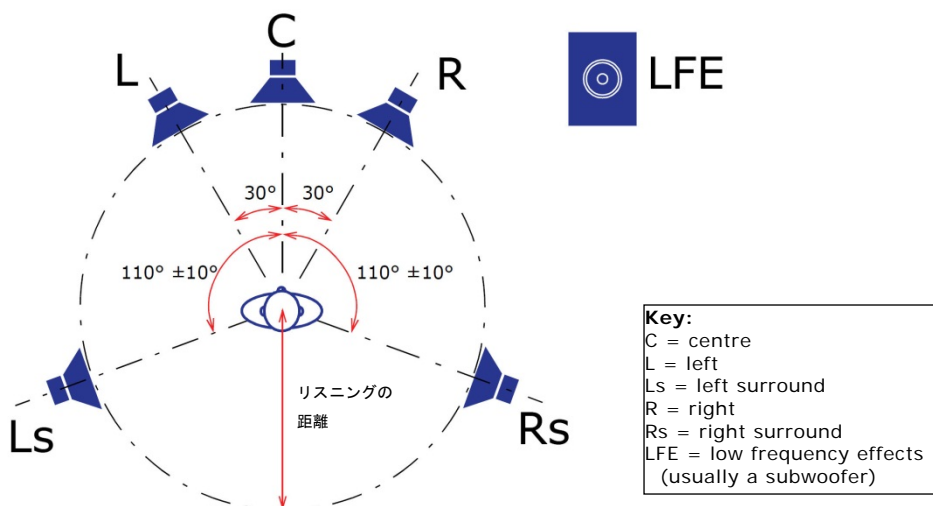 C
L
R
LFE
30°
30°
110° ±10°
110° ±10°
リスニングの
距離
Ls
Rs
Key:
C = centre
L = left
Ls = left surround
R = right
Rs = right surround
LFE = low frequency effects
(usually a subwoofer)